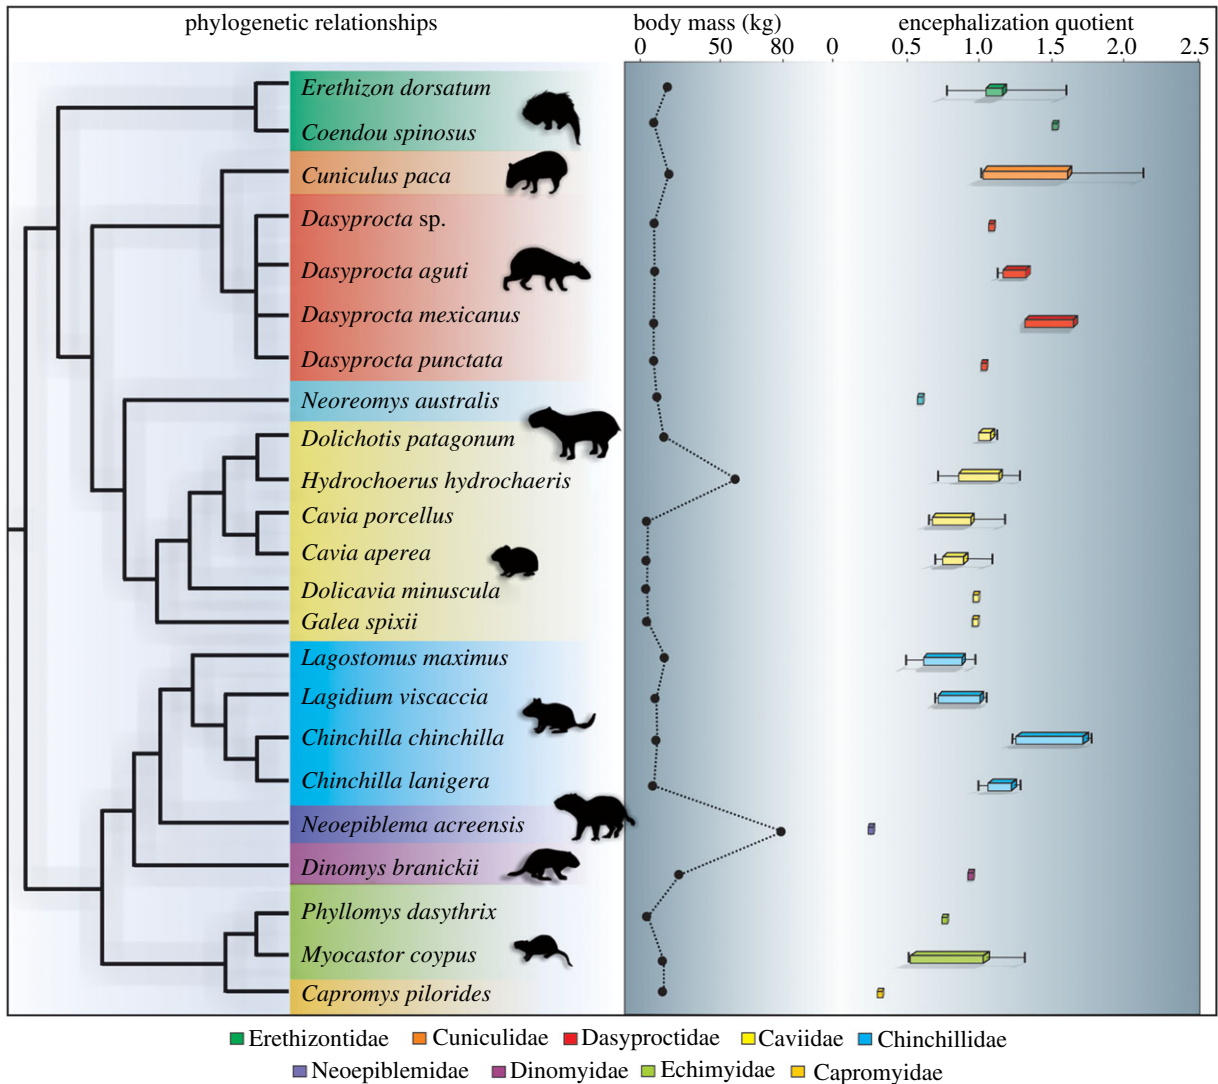 phylogenetic relationships body mass (kg) encephalization quotient
0 50 80 0 0.5 1.0 1.5 2.0 2.5
Erethizon dorsatum
Coendou spinosus
Cuniculus paca
Dasyprocta sp.
Dasyprocta aguti
Dasyprocta mexicanus
Dasyprocta punctata
Neoreomys australis
Dolichotis patagonum
Hydrochoerus hydrochaeris
Cavia porcellus
Cavia aperea
Dolicavia minuscula
Galea spixii
Lagostomus maximus
Lagidium viscaccia
Chinchilla chinchilla
Chinchilla lanigera
Neoepiblema acreensis
Dinomys branickii
Phyllomys dasythrix
Myocastor coypus
Capromys pilorides
Erethizontidae Cuniculidae Dasyproctidae Caviidae Chinchillidae
Neoepiblemidae Dinomyidae Echimyidae Capromyidae